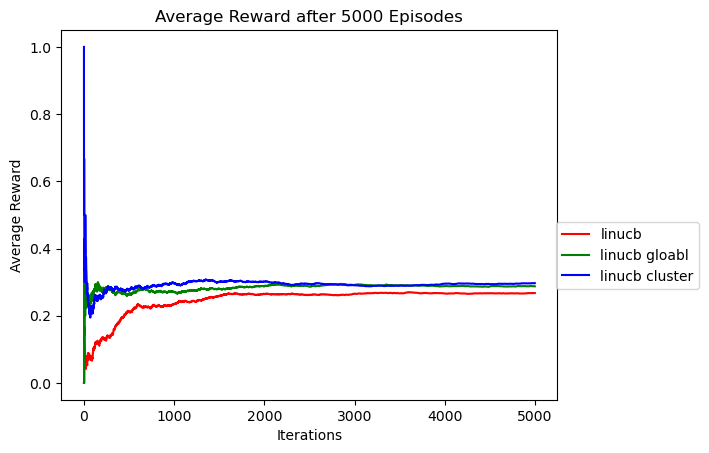 Average Reward after 5000 Episodes
1.0
0.8
0.6
0.4
0.2
0.0
Average Reward
0 1000 2000 3000 4000 5000
Iterations
linucb
linucb gloabl
linucb cluster